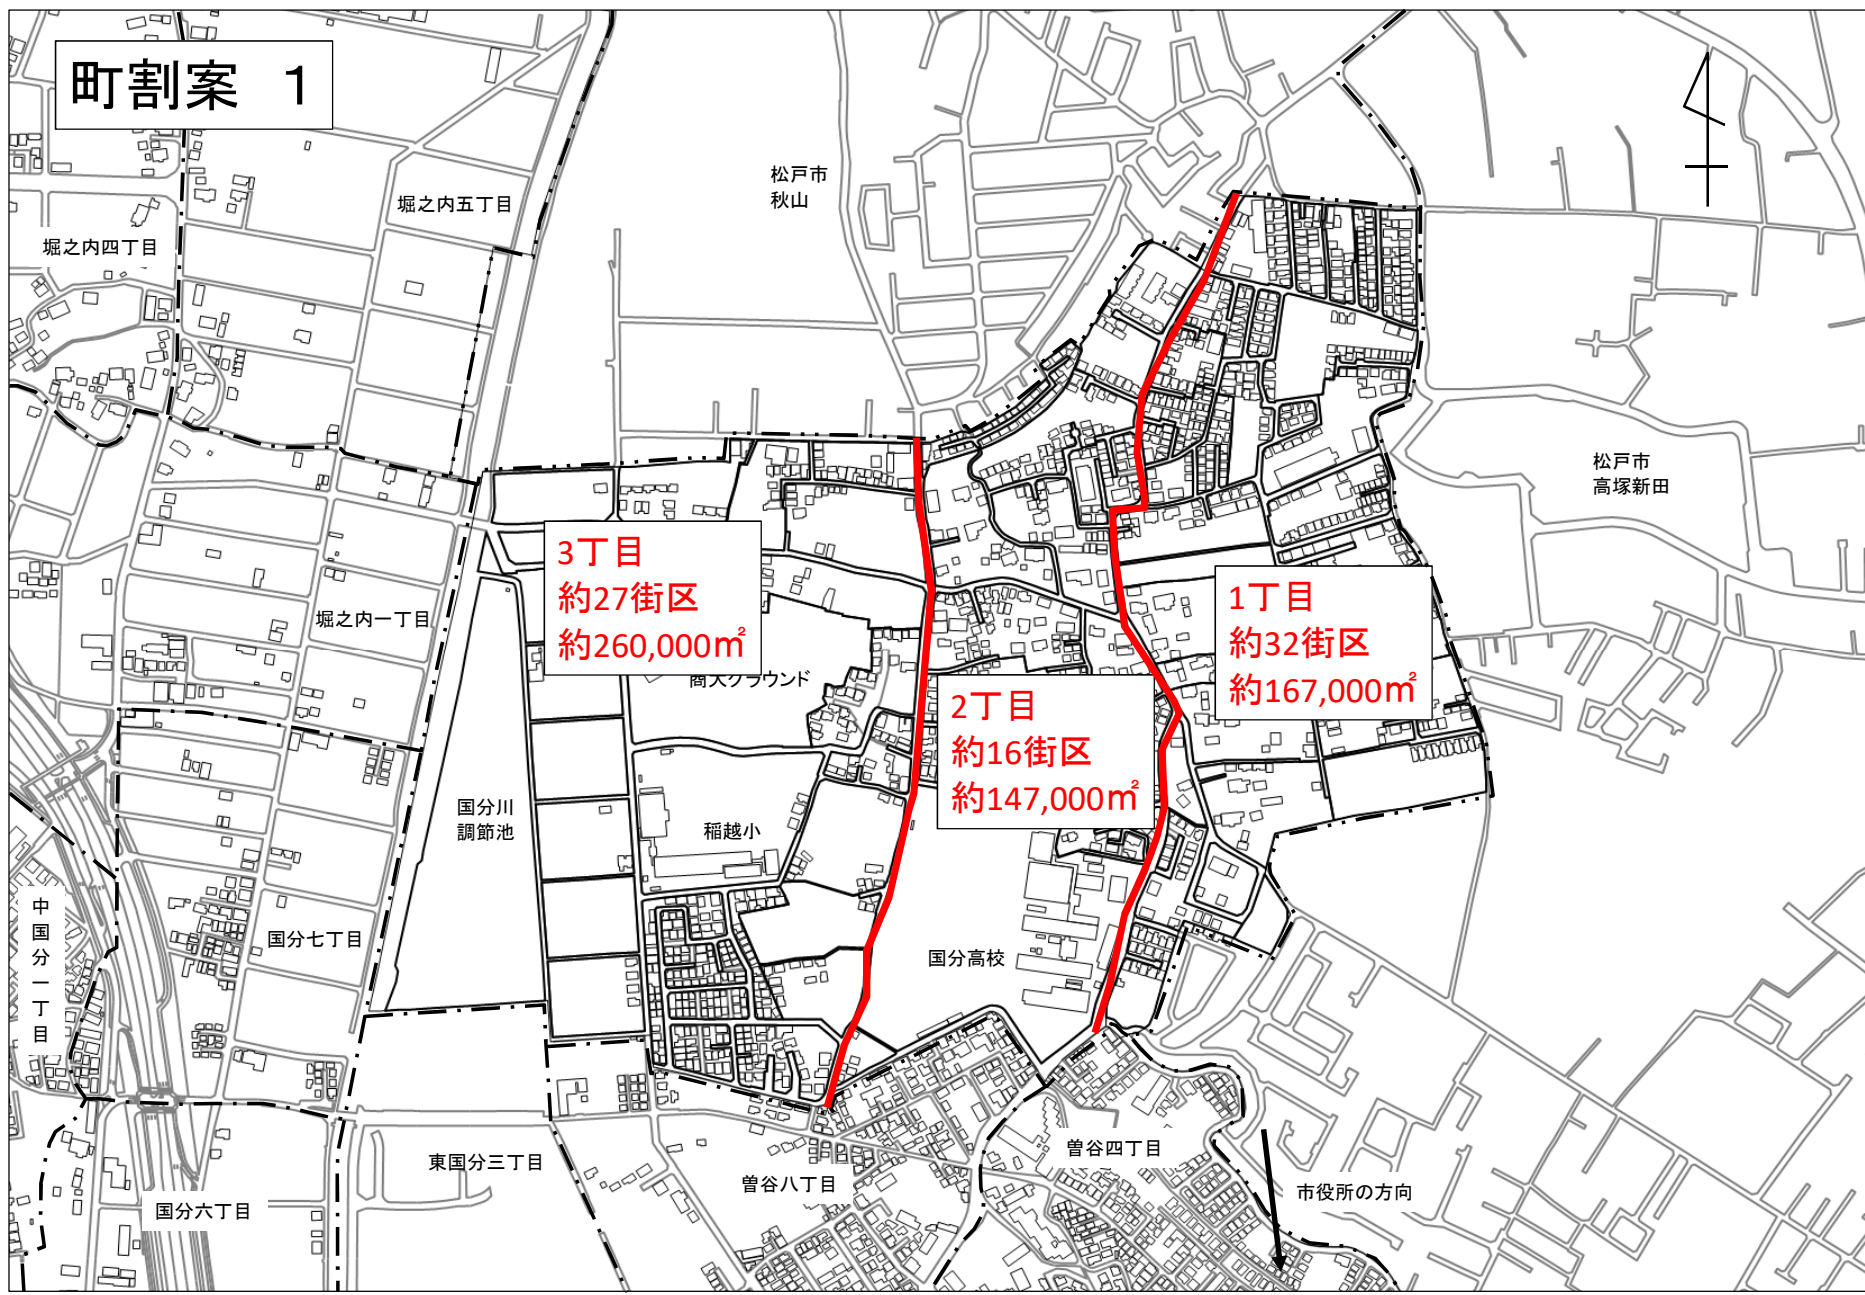 町割案 1
松戸市
秋山
堀之内五丁目
堀之内四丁目
松戸市
高塚新田
3丁目
約27街区
約260,000㎡
1丁目
約32街区
約167,000㎡
堀之内一丁目
商大グラウンド
2丁目
約16街区
約147,000㎡
国分川
調節池
稲越小
中国分一丁目
国分七丁目
国分高校
東国分三丁目
曽谷四丁目
曽谷八丁目
市役所の方向
国分六丁目